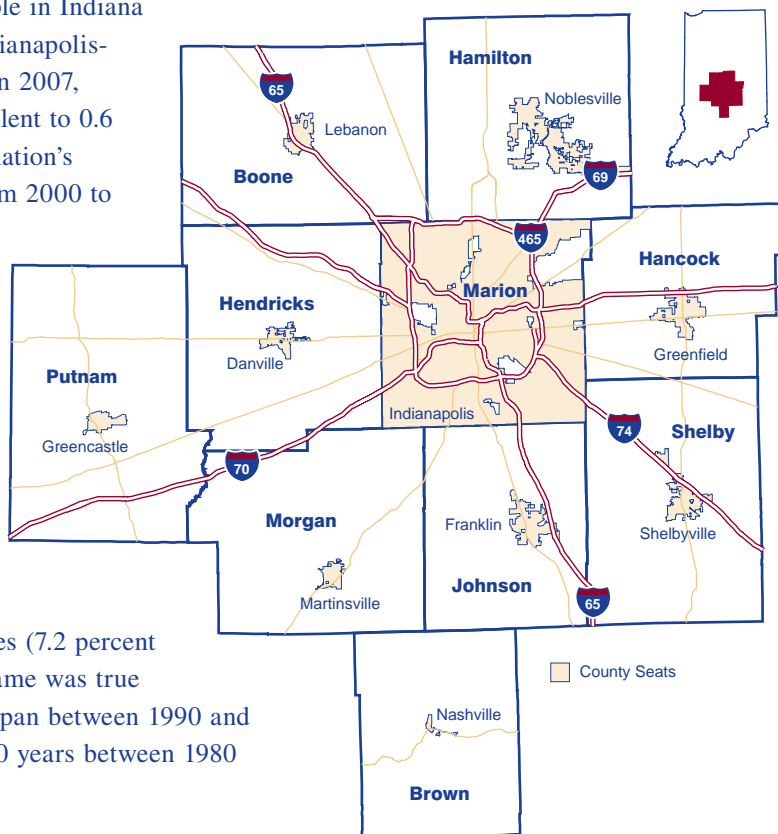 ple in Indiana
dianapolis-
n 2007,
lent to 0.6
nation's
m 2000 to
Hamilton
65
Noblesville
Lebanon
Boone
69
465
Hancock
Marion
Hendricks
Danville
Greenfield
Putnam
Indianapolis
Greencastle
74
Shelby
70
Morgan
Franklin
Shelbyville
Johnson
Martinsville
65
es (7.2 percent
ame was true
County Seats
pan between 1990 and
0 years between 1980
Nashville
Brown